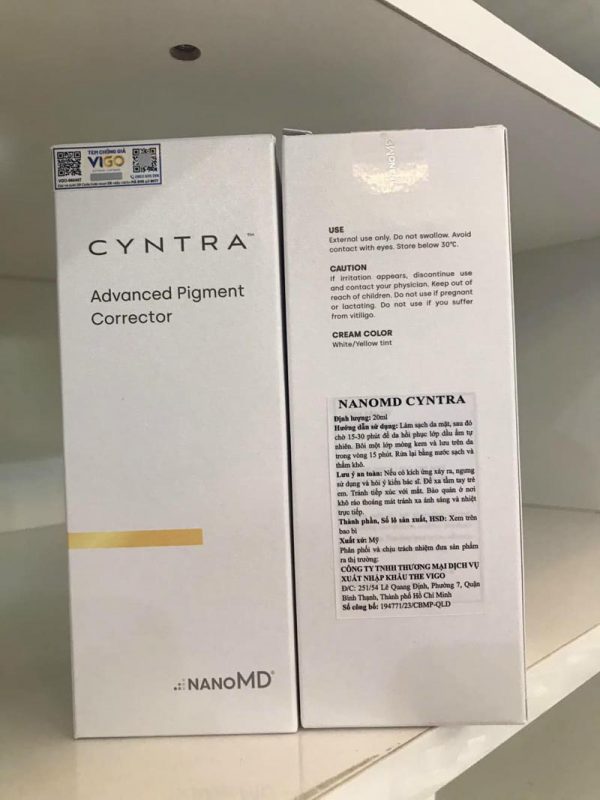 TEM CHỐNG GIẢ
VIGO
CYNTRA™
Advanced Pigment
Corrector
NANOMD®
NANOMD
USE
External use only. Do not swallow. Avoid
contact with eyes. Store below 30°C.
CAUTION
If irritation appears, discontinue use
and contact your physician. Keep out of
reach of children. Do not use if pregnant
or lactating. Do not use if you suffer
from vitiligo.
CREAM COLOR
White/Yellow tint
NANOMD CYNTRA
Định lượng: 20ml
Hướng dẫn sử dụng: Làm sạch da mặt, sau đó
chờ 15-30 phút để da hồi phục lớp dầu ẩm tự
nhiên. Bôi một lớp mỏng kem và lưu trên da
trong vòng 15 phút. Rửa lại bằng nước sạch và
thấm khô.
Lưu ý an toàn: Nếu có kích ứng xảy ra, ngưng
sử dụng và hỏi ý kiến bác sĩ. Để xa tầm tay trẻ
em. Tránh tiếp xúc với mắt. Bảo quản ở nơi
khô ráo thoáng mát tránh xa ánh sáng và nhiệt
trực tiếp.
Thành phần, Số lô sản xuất, HSD: Xem trên
bao bì
Xuất xứ: Mỹ
Phân phối và chịu trách nhiệm đưa sản phẩm
ra thị trường:
CÔNG TY TNHH THƯƠNG MẠI DỊCH VỤ
XUẤT NHẬP KHẨU THE VIGO
Đ/C: 251/54 Lê Quang Định, Phường 7, Quận
Bình Thạnh, Thành phố Hồ Chí Minh
Số công bố: 194771/23/CBMP-QLD